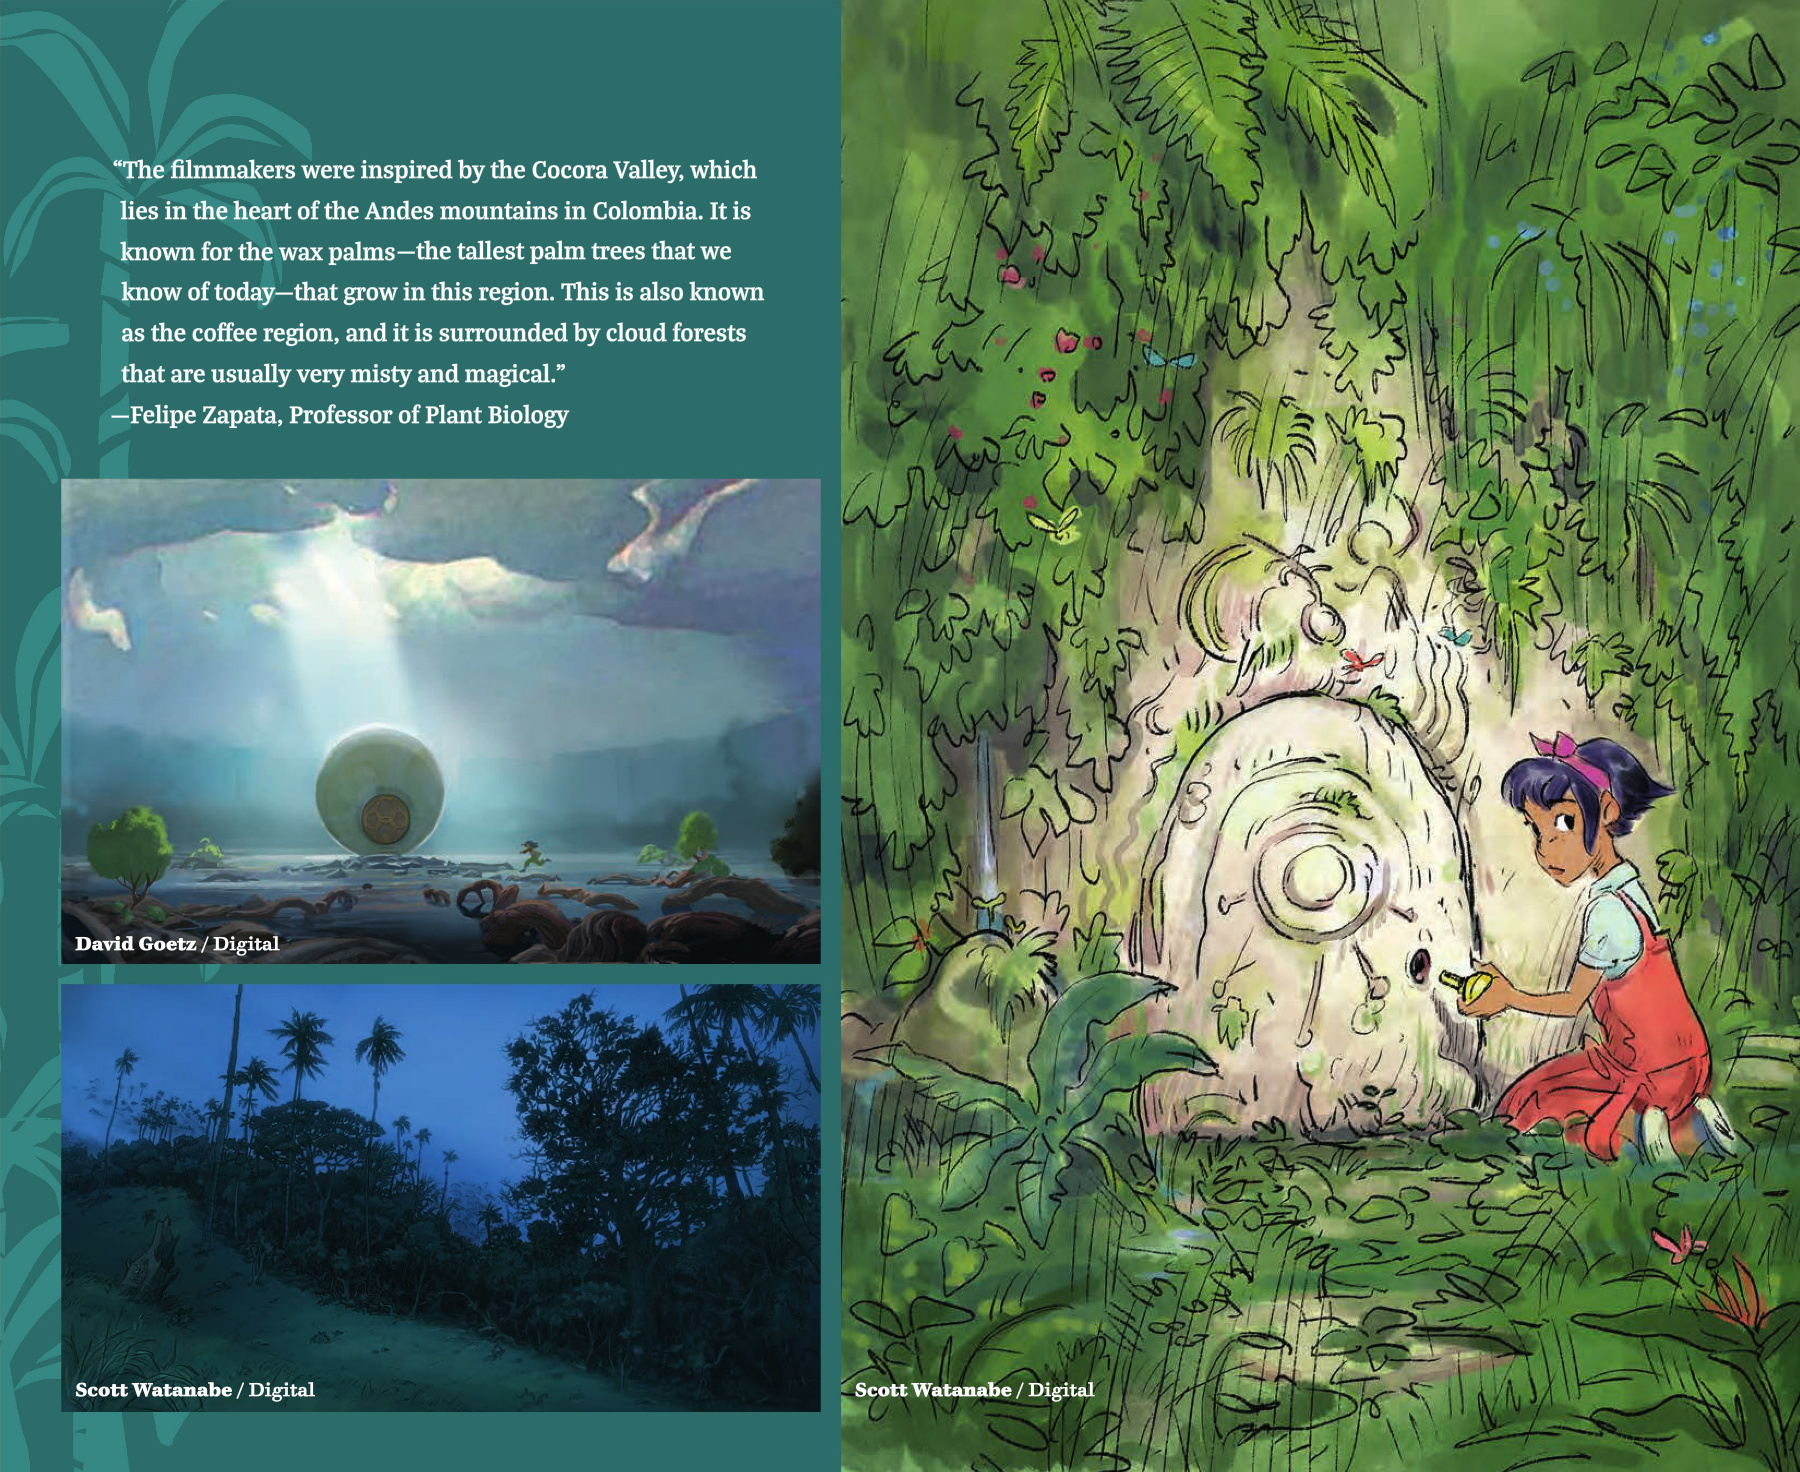 “The filmmakers were inspired by the Cocora Valley, which
lies in the heart of the Andes mountains in Colombia. It is
known for the wax palms—the tallest palm trees that we
know of today—that grow in this region. This is also known
as the coffee region, and it is surrounded by cloud forests
that are usually very misty and magical.”
—Felipe Zapata, Professor of Plant Biology
David Goetz / Digital
Scott Watanabe / Digital
Scott Watanabe / Digital